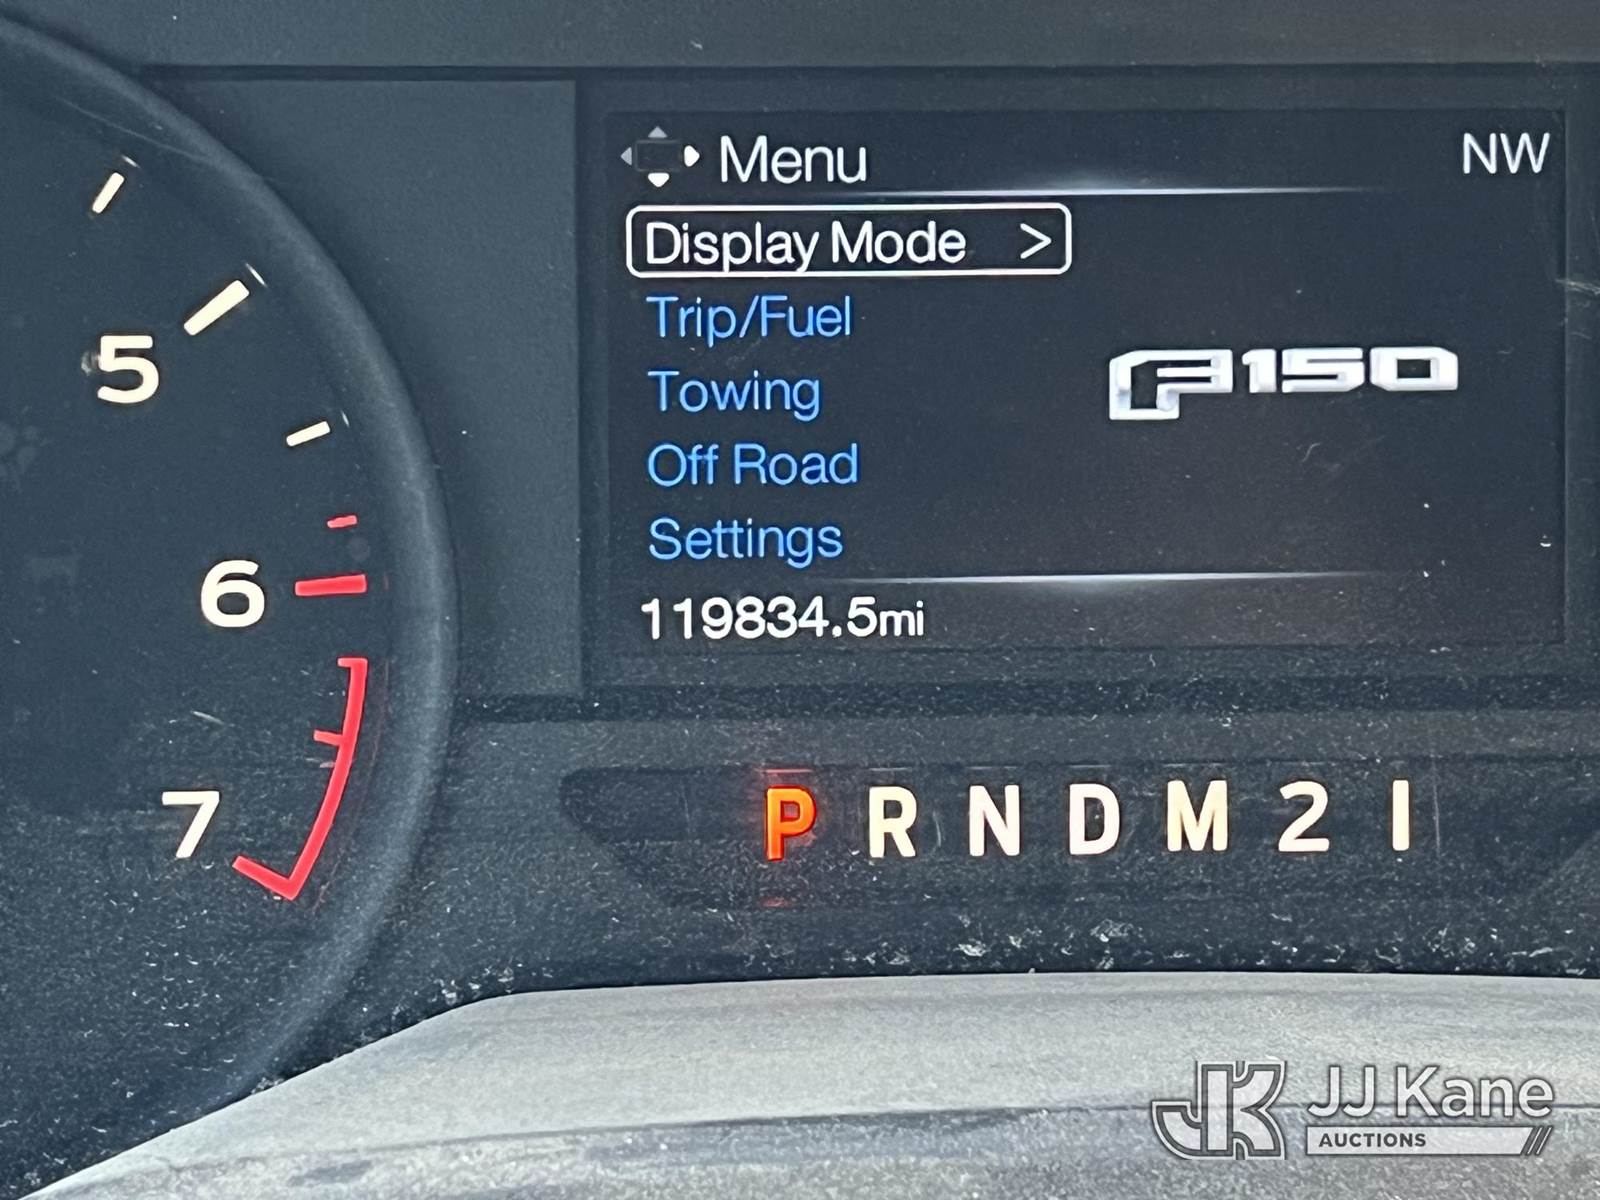 Menu
NW
Display Mode >
Trip/Fuel
F150
Towing
Off Road
Settings
119834.5mi
5
6
7
P R N D M 2 1
JK
JJ Kane
AUCTIONS